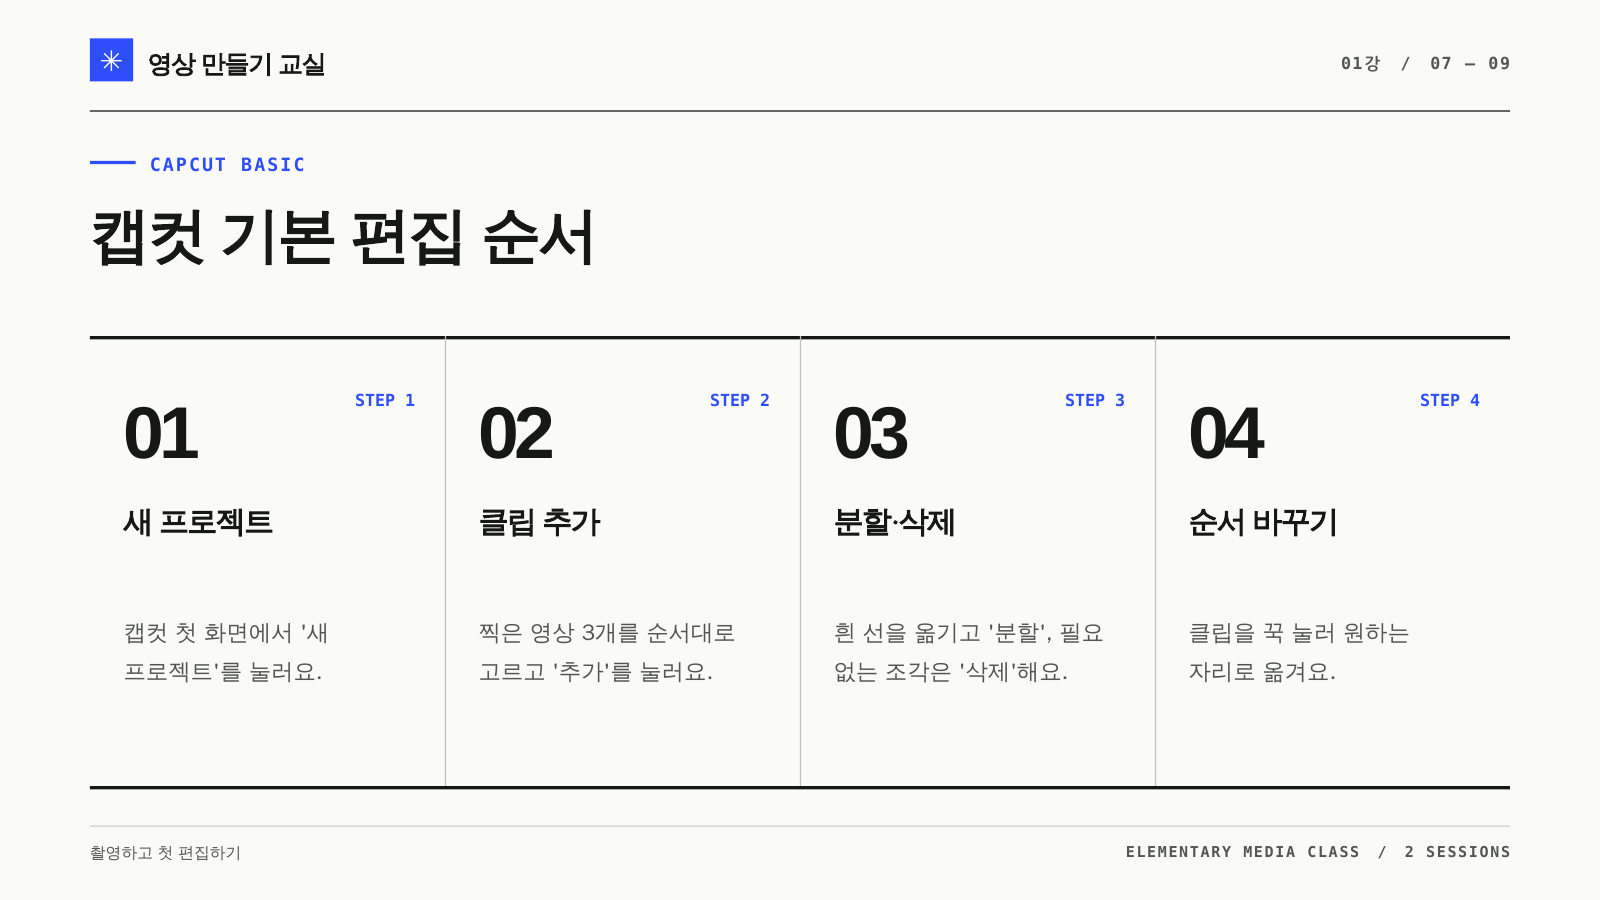 영상 만들기 교실
01강 / 07 — 09
CAPCUT BASIC
캡컷 기본 편집 순서
01
STEP 1
새 프로젝트
캡컷 첫 화면에서 '새
프로젝트'를 눌러요.
02
STEP 2
클립 추가
찍은 영상 3개를 순서대로
고르고 '추가'를 눌러요.
03
STEP 3
분할·삭제
흰 선을 옮기고 '분할', 필요
없는 조각은 '삭제'해요.
04
STEP 4
순서 바꾸기
클립을 꾹 눌러 원하는
자리로 옮겨요.
촬영하고 첫 편집하기
ELEMENTARY MEDIA CLASS / 2 SESSIONS